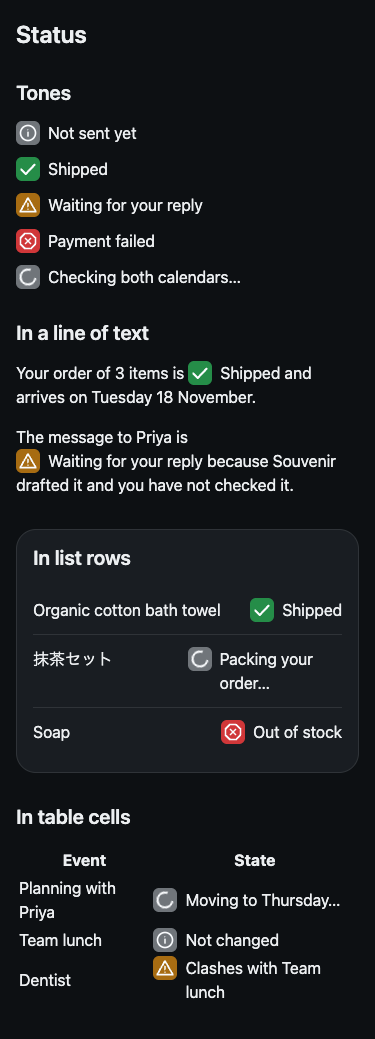 Status
Tones
Not sent yet
Shipped
Waiting for your reply
Payment failed
Checking both calendars...
In a line of text
Your order of 3 items is Shipped and
arrives on Tuesday 18 November.
The message to Priya is
Waiting for your reply because Souvenir
drafted it and you have not checked it.
In list rows
Organic cotton bath towel Shipped
抹茶セット Packing your
order...
Soap Out of stock
In table cells
Event State
Planning with
Priya
Moving to Thursday...
Team lunch Not changed
Dentist
Clashes with Team
lunch